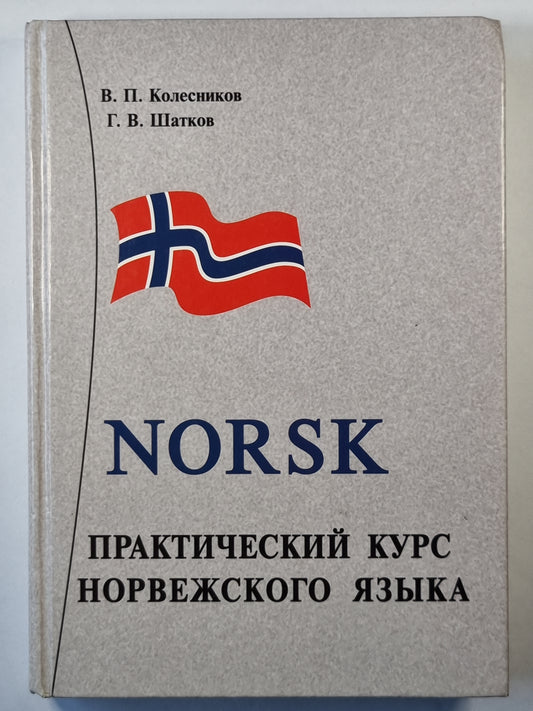 В. П. Колесников
Г. В. Шатков
NORSK
ПРАКТИЧЕСКИЙ КУРС
НОРВЕЖСКОГО ЯЗЫКА